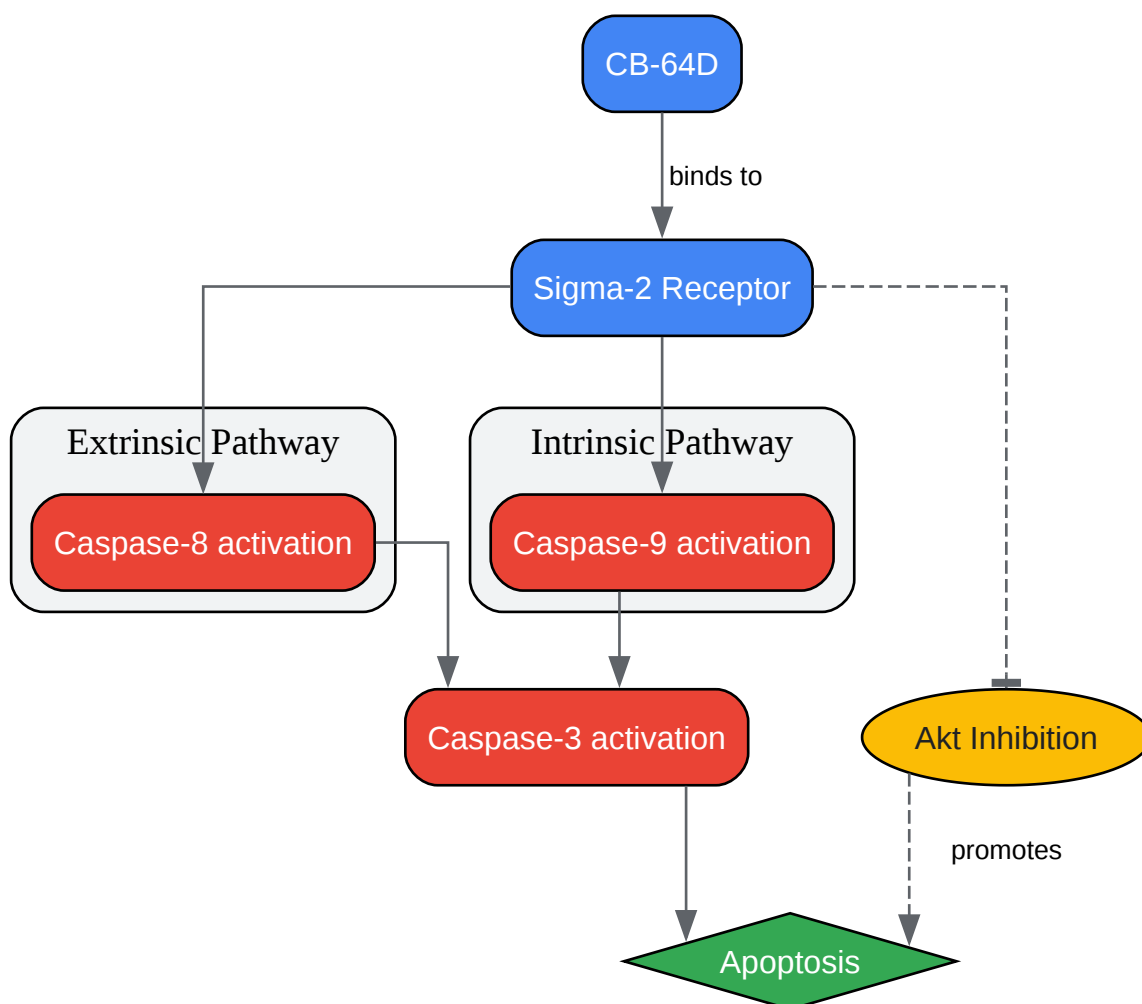 CB-64D
binds to
Sigma-2 Receptor
Extrinsic Pathway
Intrinsic Pathway
Caspase-8 activation
Caspase-9 activation
Caspase-3 activation
Akt Inhibition
promotes
Apoptosis